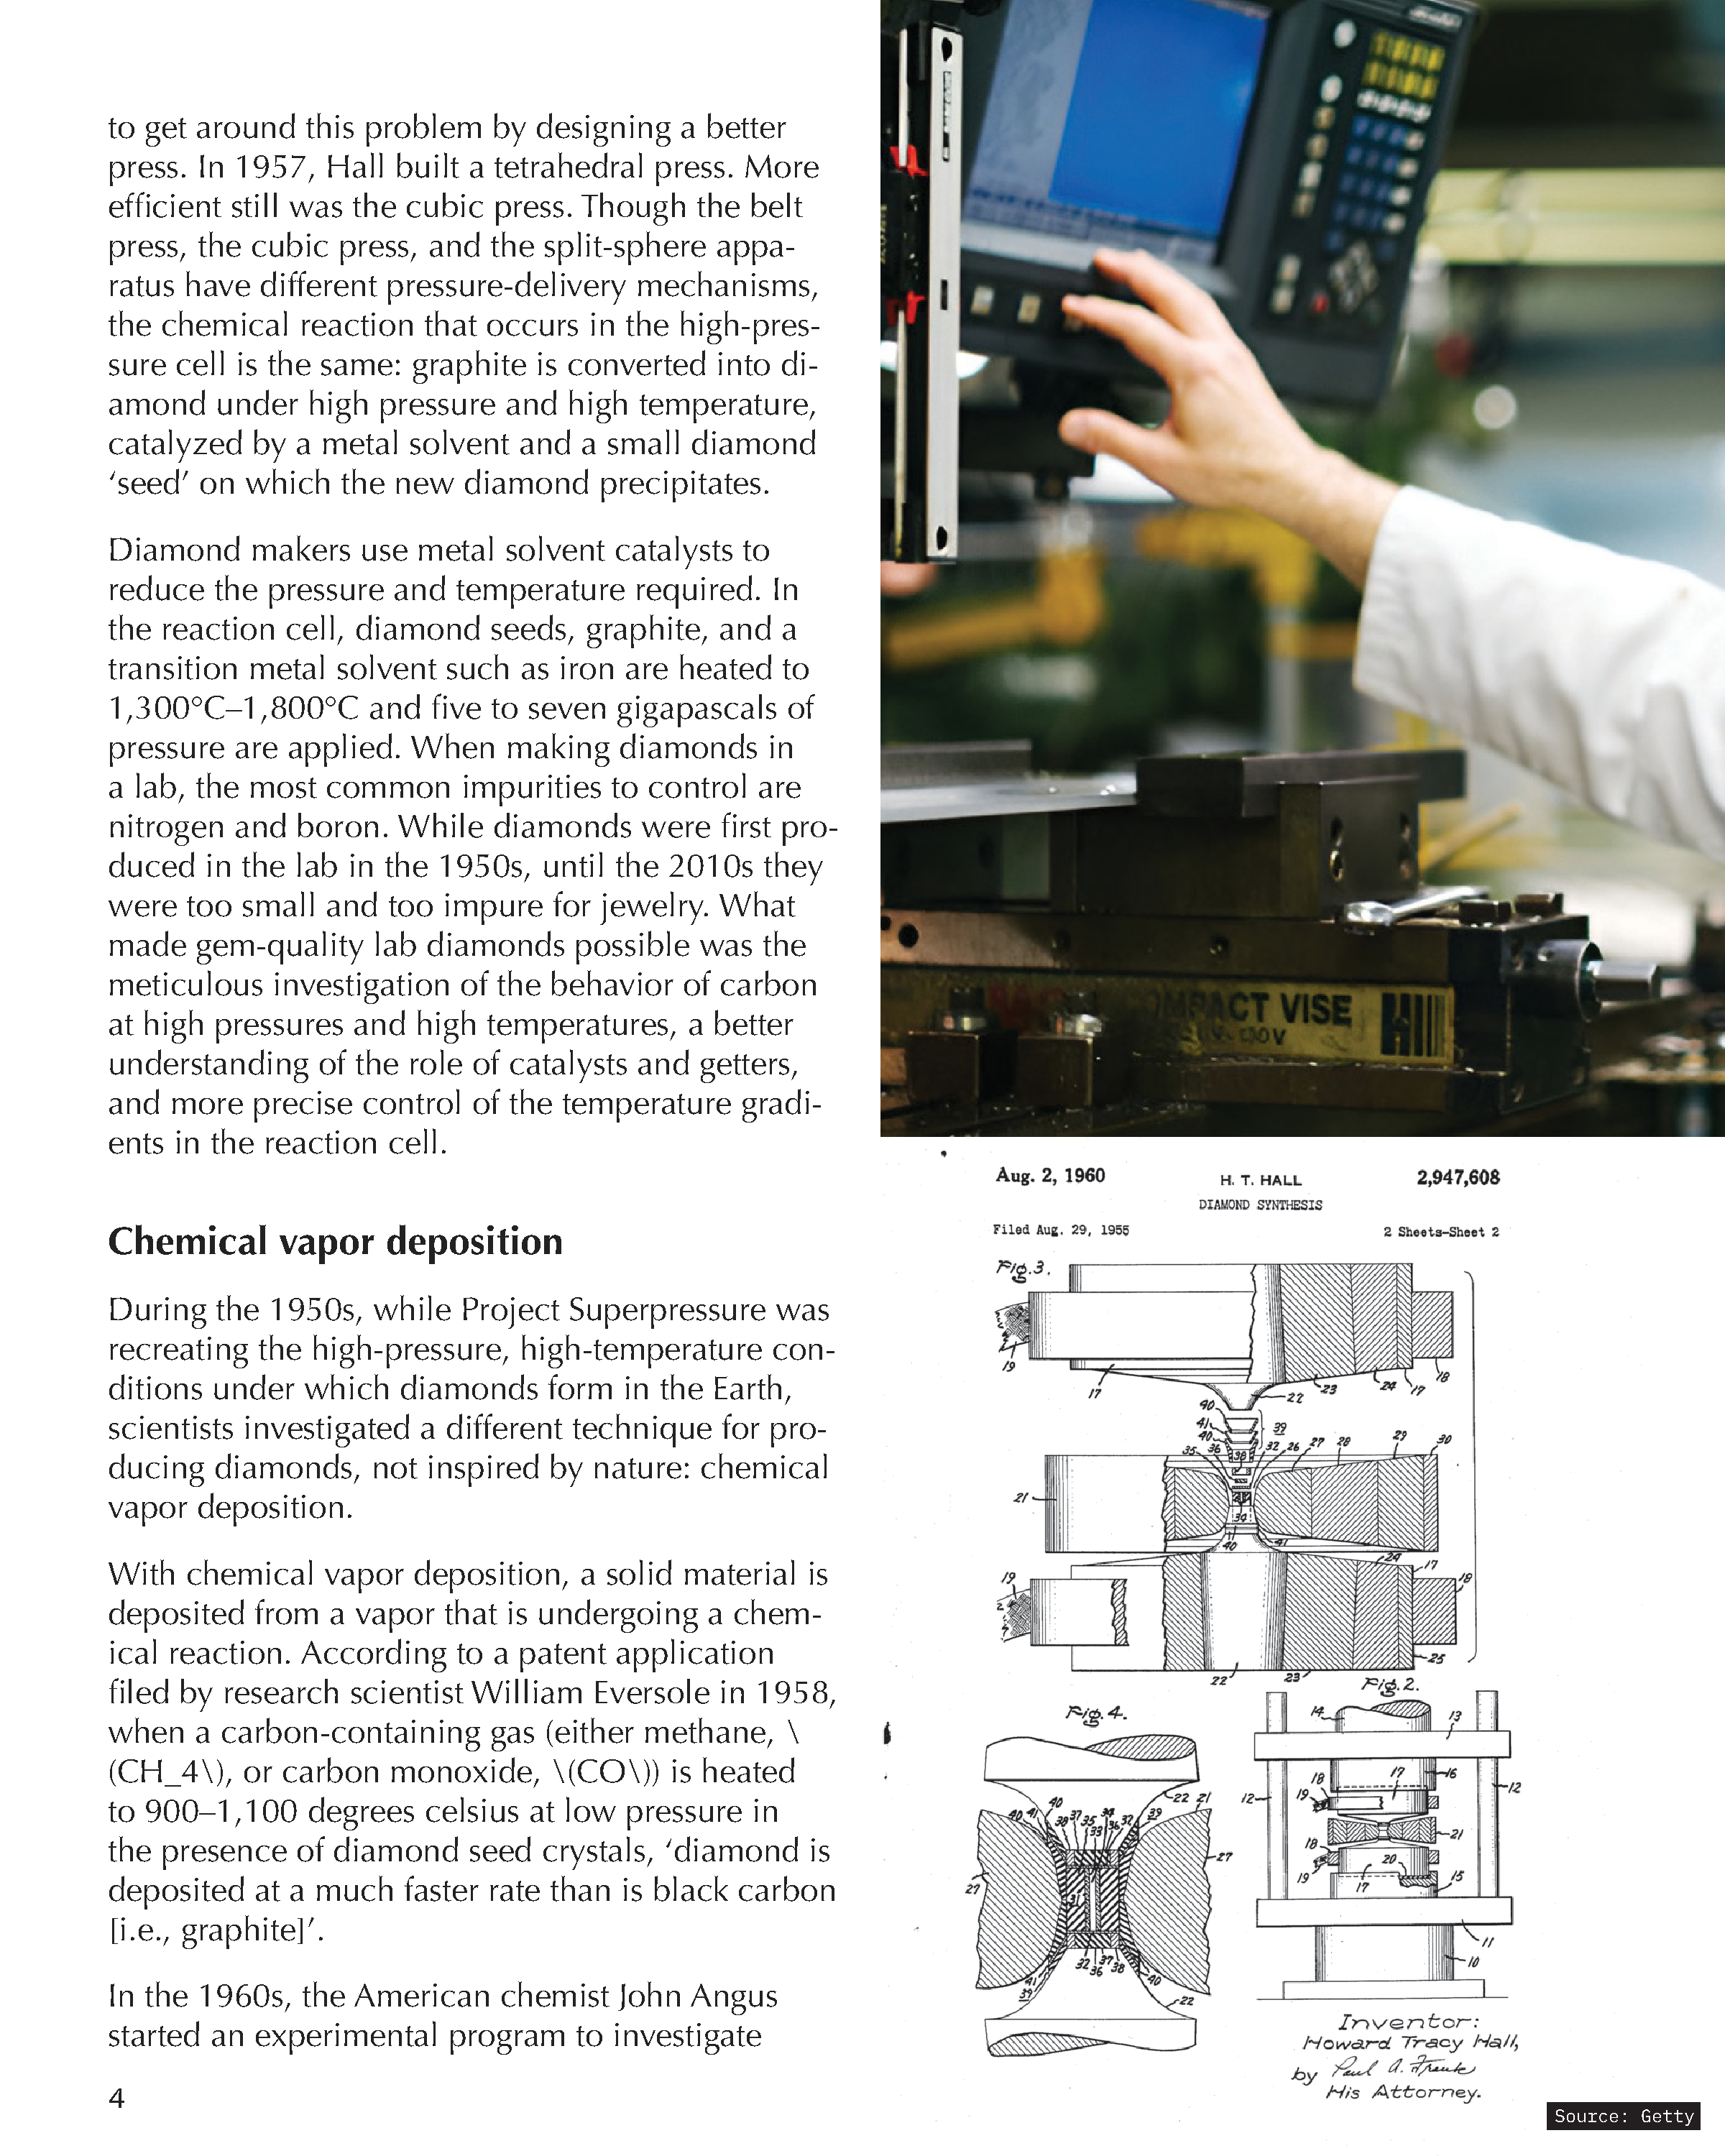 to get around this problem by designing a better
press. In 1957, Hall built a tetrahedral press. More
efficient still was the cubic press. Though the belt
press, the cubic press, and the split-sphere appa-
ratus have different pressure-delivery mechanisms,
the chemical reaction that occurs in the high-pres-
sure cell is the same: graphite is converted into di-
amond under high pressure and high temperature,
catalyzed by a metal solvent and a small diamond
‘seed’ on which the new diamond precipitates.
Diamond makers use metal solvent catalysts to
reduce the pressure and temperature required. In
the reaction cell, diamond seeds, graphite, and a
transition metal solvent such as iron are heated to
1,300°C–1,800°C and five to seven gigapascals of
pressure are applied. When making diamonds in
a lab, the most common impurities to control are
nitrogen and boron. While diamonds were first pro-
duced in the lab in the 1950s, until the 2010s they
were too small and too impure for jewelry. What
made gem-quality lab diamonds possible was the
meticulous investigation of the behavior of carbon
at high pressures and high temperatures, a better
understanding of the role of catalysts and getters,
and more precise control of the temperature gradi-
ents in the reaction cell.
Chemical vapor deposition
During the 1950s, while Project Superpressure was
recreating the high-pressure, high-temperature con-
ditions under which diamonds form in the Earth,
scientists investigated a different technique for pro-
ducing diamonds, not inspired by nature: chemical
vapor deposition.
With chemical vapor deposition, a solid material is
deposited from a vapor that is undergoing a chem-
ical reaction. According to a patent application
filed by research scientist William Eversole in 1958,
when a carbon-containing gas (either methane, \
(CH_4\), or carbon monoxide, \(CO\)) is heated
to 900–1,100 degrees celsius at low pressure in
the presence of diamond seed crystals, ‘diamond is
deposited at a much faster rate than is black carbon
[i.e., graphite]’.
In the 1960s, the American chemist John Angus
started an experimental program to investigate
4
COMPACT VISE
Aug. 2, 1960
H. T. HALL
2,947,608
DIAMOND SYNTHESIS
Filed Aug. 29, 1955
2 Sheets-Sheet 2
Fig. 3.
19
17
22
23
24
17
18
40
41
40
39
35
36
38
32
26
27
28
29
30
21
34
40
41
24
17
19
18
25
22
23
Fig. 2.
14
13
18
17
16
19
12
12
21
18
19
20
17
15
11
10
Fig. 4.
40
22
21
40
41
38
37
35
33
34
36
32
39
27
27
31
32
36
37
38
40
41
39
22
Inventor:
Howard Tracy Hall,
by Paul A. Frank
His Attorney.
Source: Getty